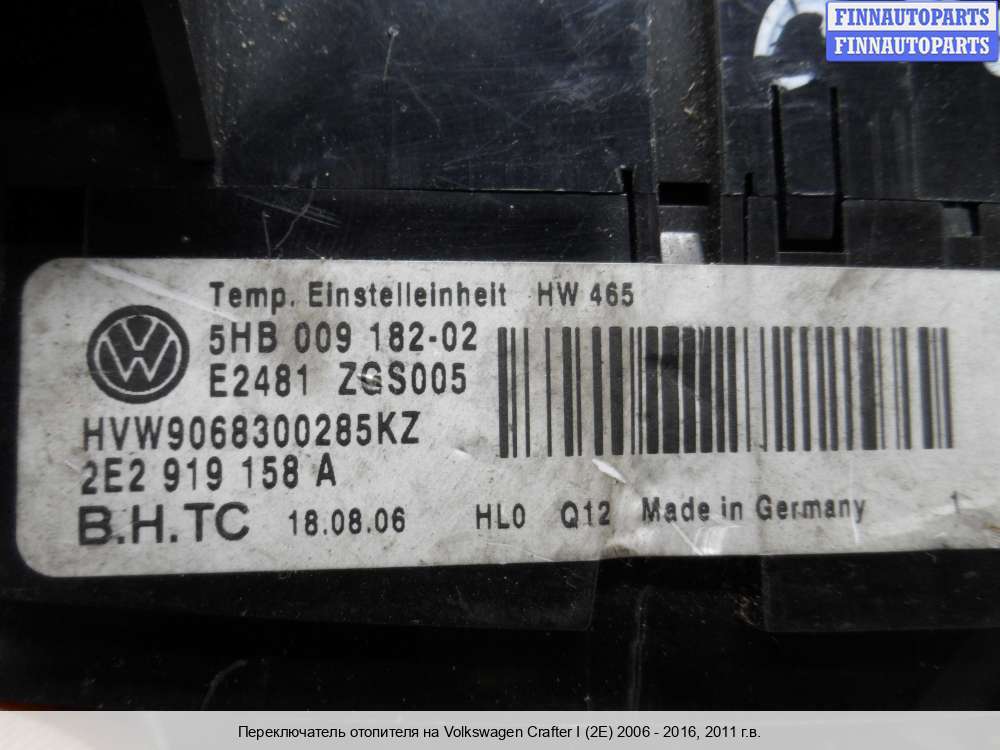 FINNAUTOPARTS
FINNAUTOPARTS
Temp. Einstelleinheit HW 465
5HB 009 182-02
E2481 ZGS005
HVW9068300285KZ
2E2 919 158 A
B.H.TC 18.08.06 HL0 Q12 Made in Germany 1
Переключатель отопителя на Volkswagen Crafter I (2E) 2006 - 2016, 2011 г.в.